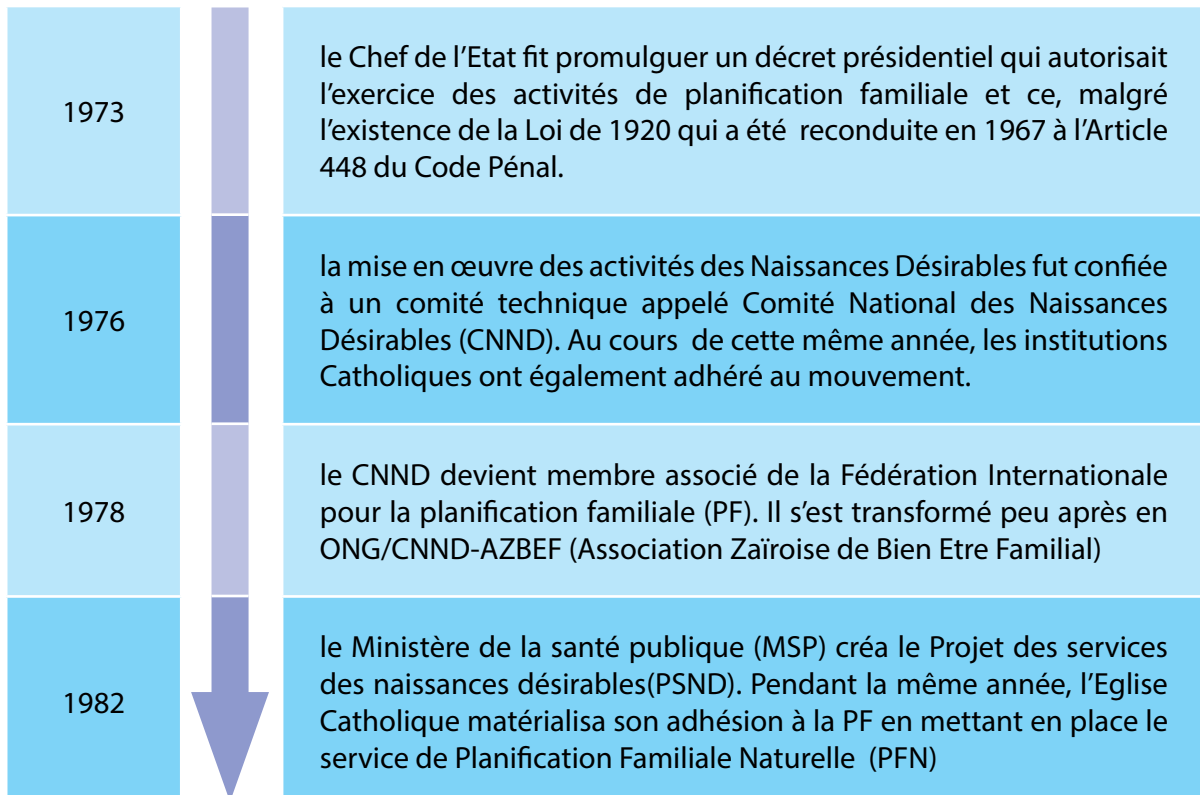 1973
le Chef de l’Etat fit promulguer un décret présidentiel qui autorisait
l’exercice des activités de planification familiale et ce, malgré
l’existence de la Loi de 1920 qui a été reconduite en 1967 à l’Article
448 du Code Pénal.
1976
la mise en œuvre des activités des Naissances Désirables fut confiée
à un comité technique appelé Comité National des Naissances
Désirables (CNND). Au cours de cette même année, les institutions
Catholiques ont également adhéré au mouvement.
1978
le CNND devient membre associé de la Fédération Internationale
pour la planification familiale (PF). Il s’est transformé peu après en
ONG/CNND-AZBEF (Association Zaïroise de Bien Etre Familial)
1982
le Ministère de la santé publique (MSP) créa le Projet des services
des naissances désirables(PSND). Pendant la même année, l’Eglise
Catholique matérialisa son adhésion à la PF en mettant en place le
service de Planification Familiale Naturelle (PFN)